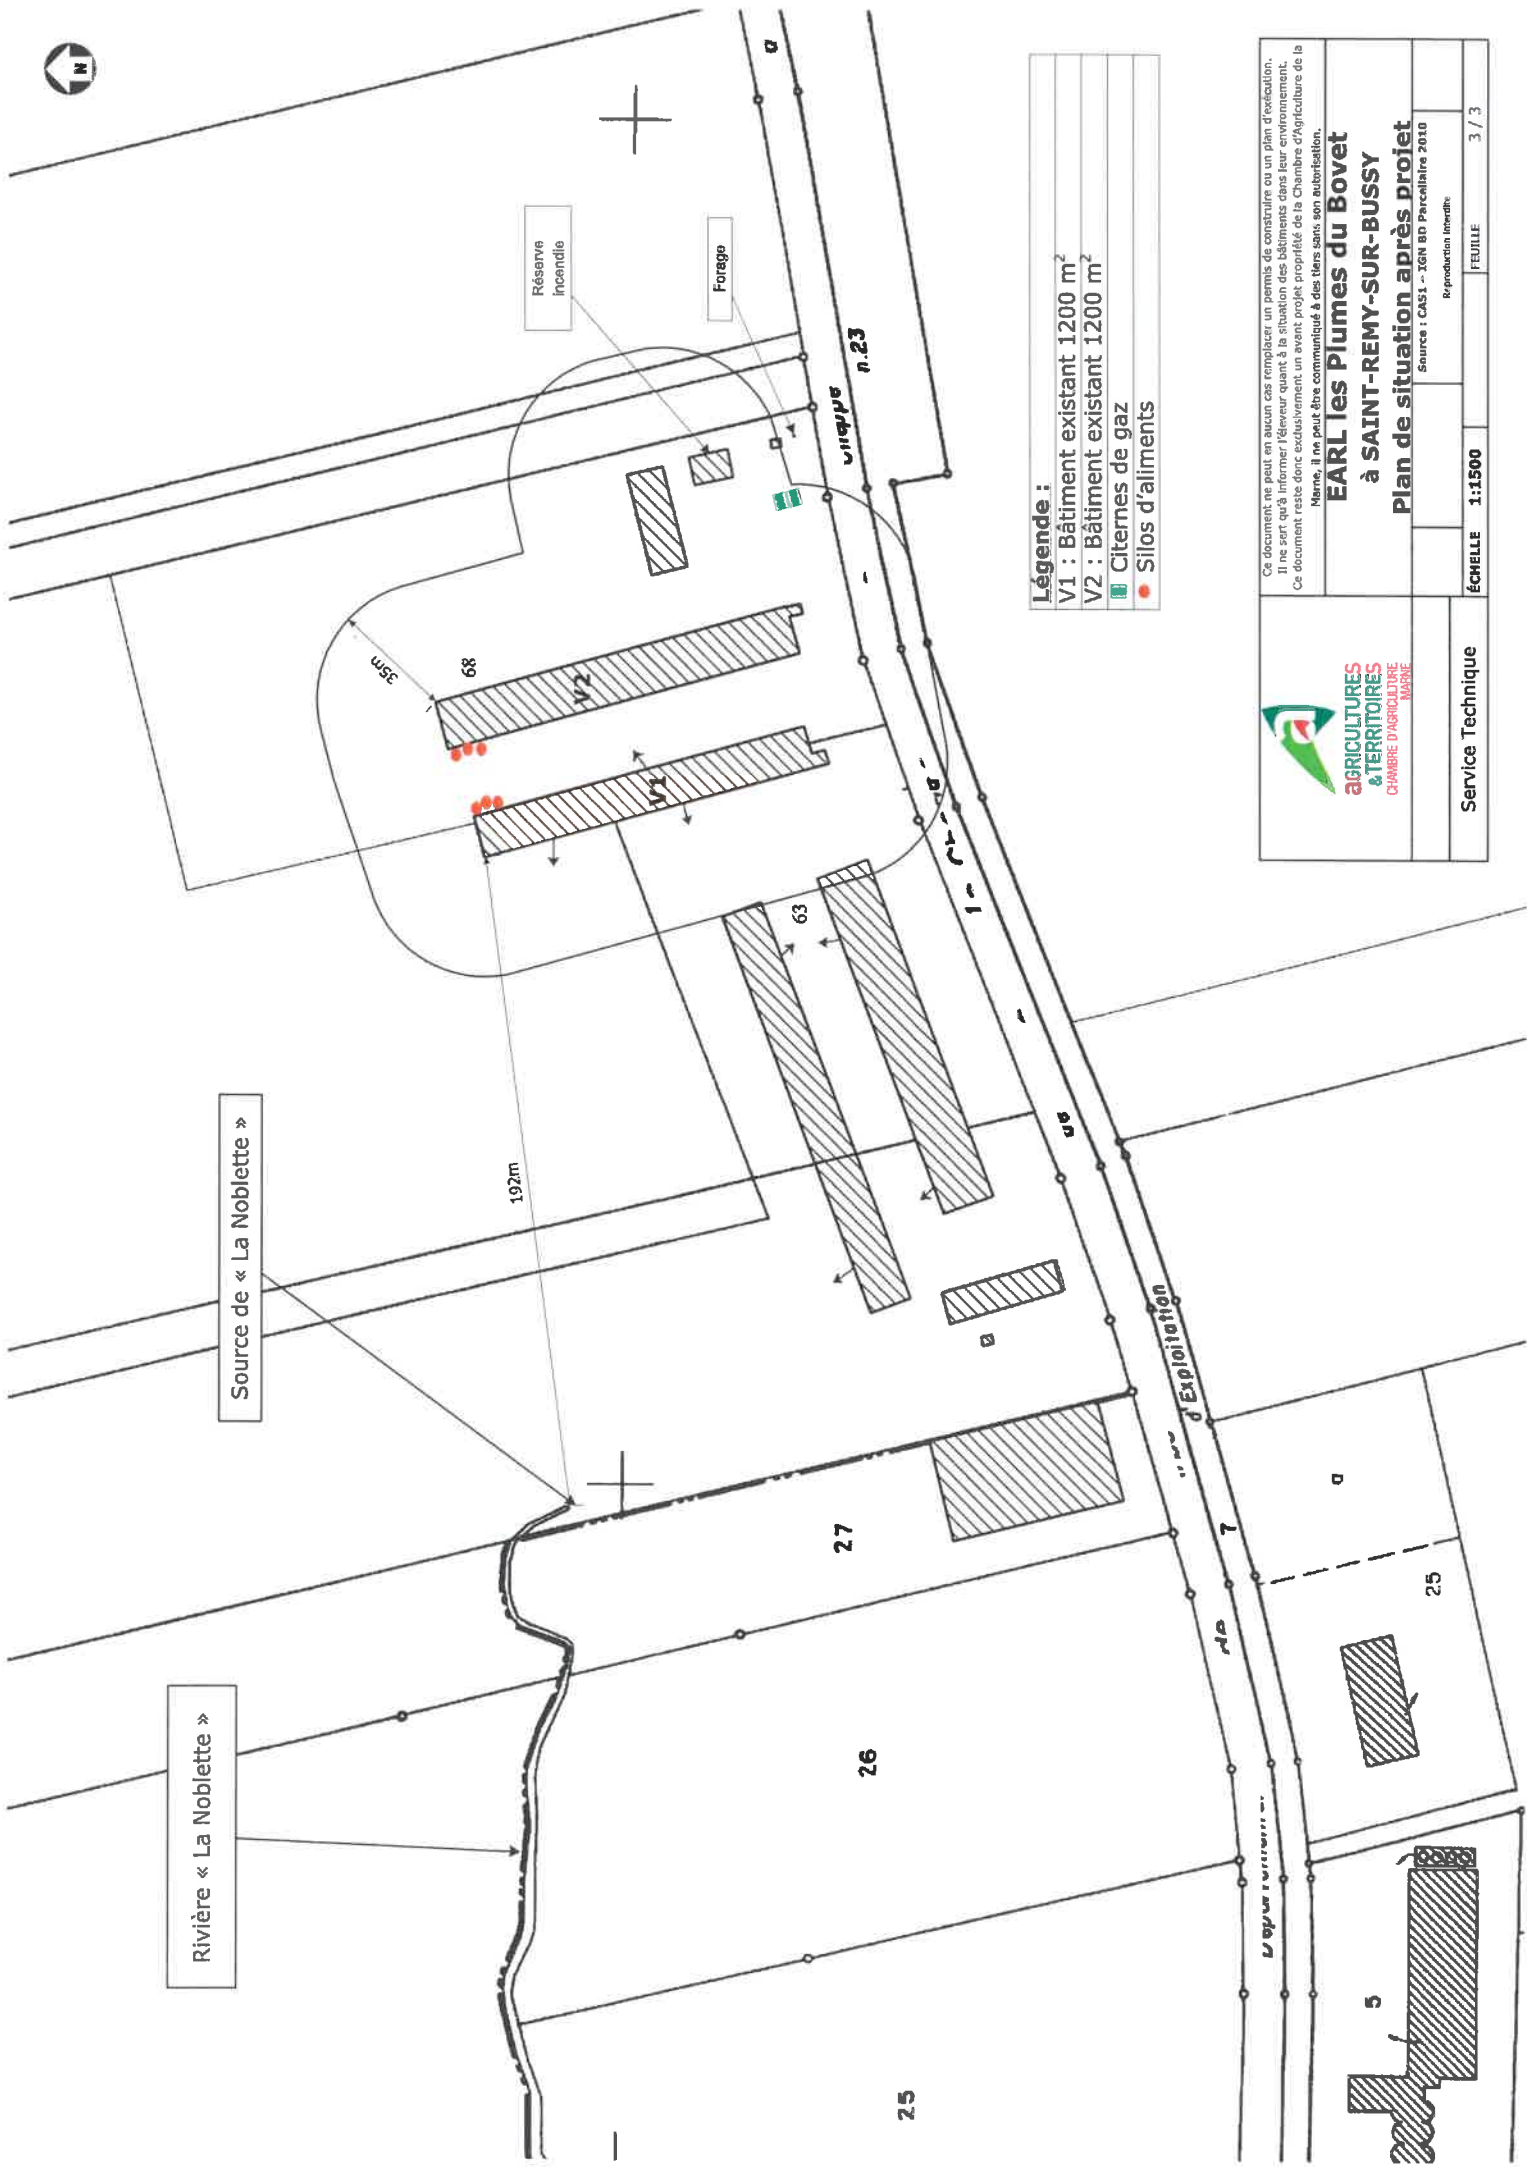 N
Source de « La Noblette »
Rivière « La Noblette »
192m
35m
68
V2
V1
63
Réserve
incendie
Forage
n.23
a
27
26
25
d'Exploitation
de
7
a
25
5
Légende :
V1 : Bâtiment existant 1200 m²
V2 : Bâtiment existant 1200 m²
Citernes de gaz
Silos d'aliments
aGRICULTURES
&TERRITOIRES
CHAMBRE D'AGRICULTURE
MARNE
Service Technique
Ce document ne peut en aucun cas remplacer un permis de construire ou un plan d'exécution.
Il ne sert qu'à informer l'éleveur quant à la situation des bâtiments dans leur environnement.
Ce document reste donc exclusivement un avant projet propriété de la Chambre d'Agriculture de la
Marne, il ne peut être communiqué à des tiers sans son autorisation.
EARL les Plumes du Bovet
à SAINT-REMY-SUR-BUSSY
Plan de situation après projet
Source : CA51 - IGN BD Parcellaire 2010
Reproduction Interdite
ÉCHELLE 1:1500
FEUILLE 3 / 3